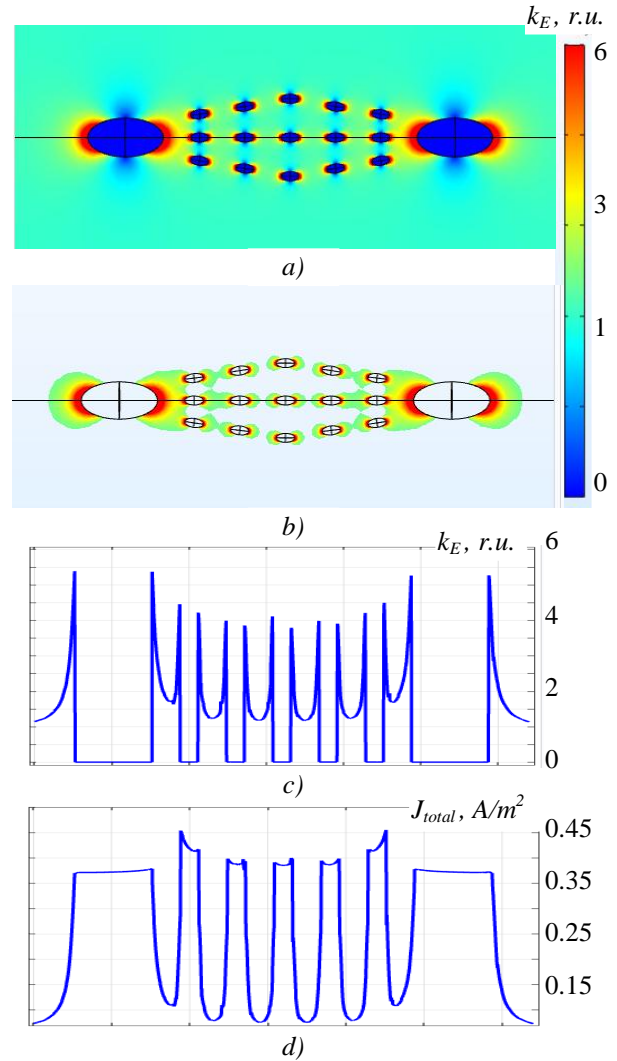 k_E, r.u.
6
3
1
0
a)
b)
k_E, r.u.
6
4
2
0
c)
J_total, A/m²
0.45
0.35
0.25
0.15
d)